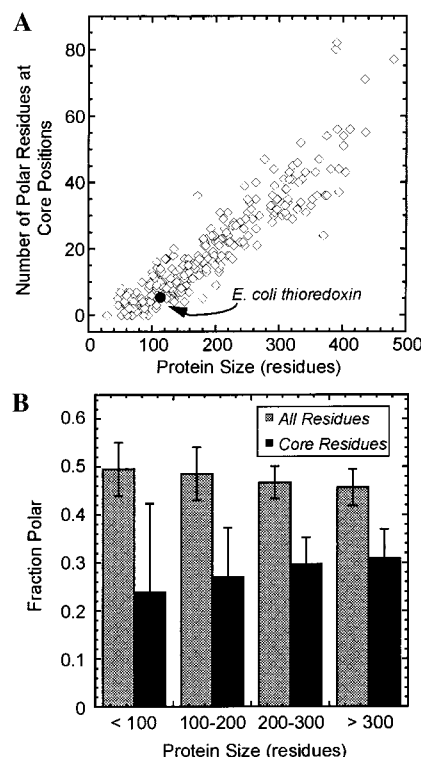 A
Number of Polar Residues at
Core Positions
80
60
40
20
0
E. coli thioredoxin
0 100 200 300 400 500
Protein Size (residues)
B
Fraction Polar
0.6
0.5
0.4
0.3
0.2
0.1
0
All Residues
Core Residues
< 100 100-200 200-300 > 300
Protein Size (residues)